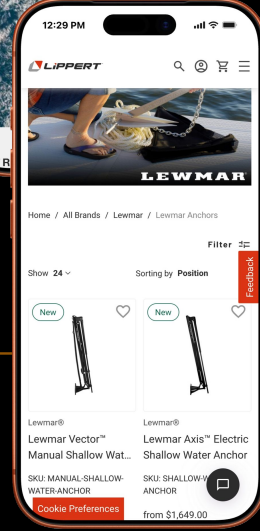 R
12:29 PM
LIPPERT
LEWMAR
Home / All Brands / Lewmar / Lewmar Anchors
Filter
Feedback
Show 24
Sorting by Position
New
New
Lewmar®
Lewmar®
Lewmar Vector™
Manual Shallow Wat...
Lewmar Axis™ Electric
Shallow Water Anchor
SKU: MANUAL-SHALLOW-
WATER-ANCHOR
SKU: SHALLOW-W
ANCHOR
Cookie Preferences
from $1,649.00